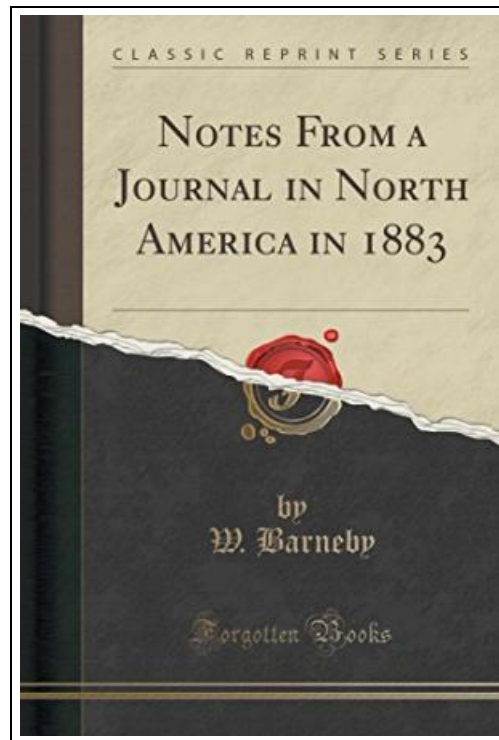 CLASSIC REPRINT SERIES
NOTES FROM A
JOURNAL IN NORTH
AMERICA IN 1883
by
W. Barneby
Forgotten Books